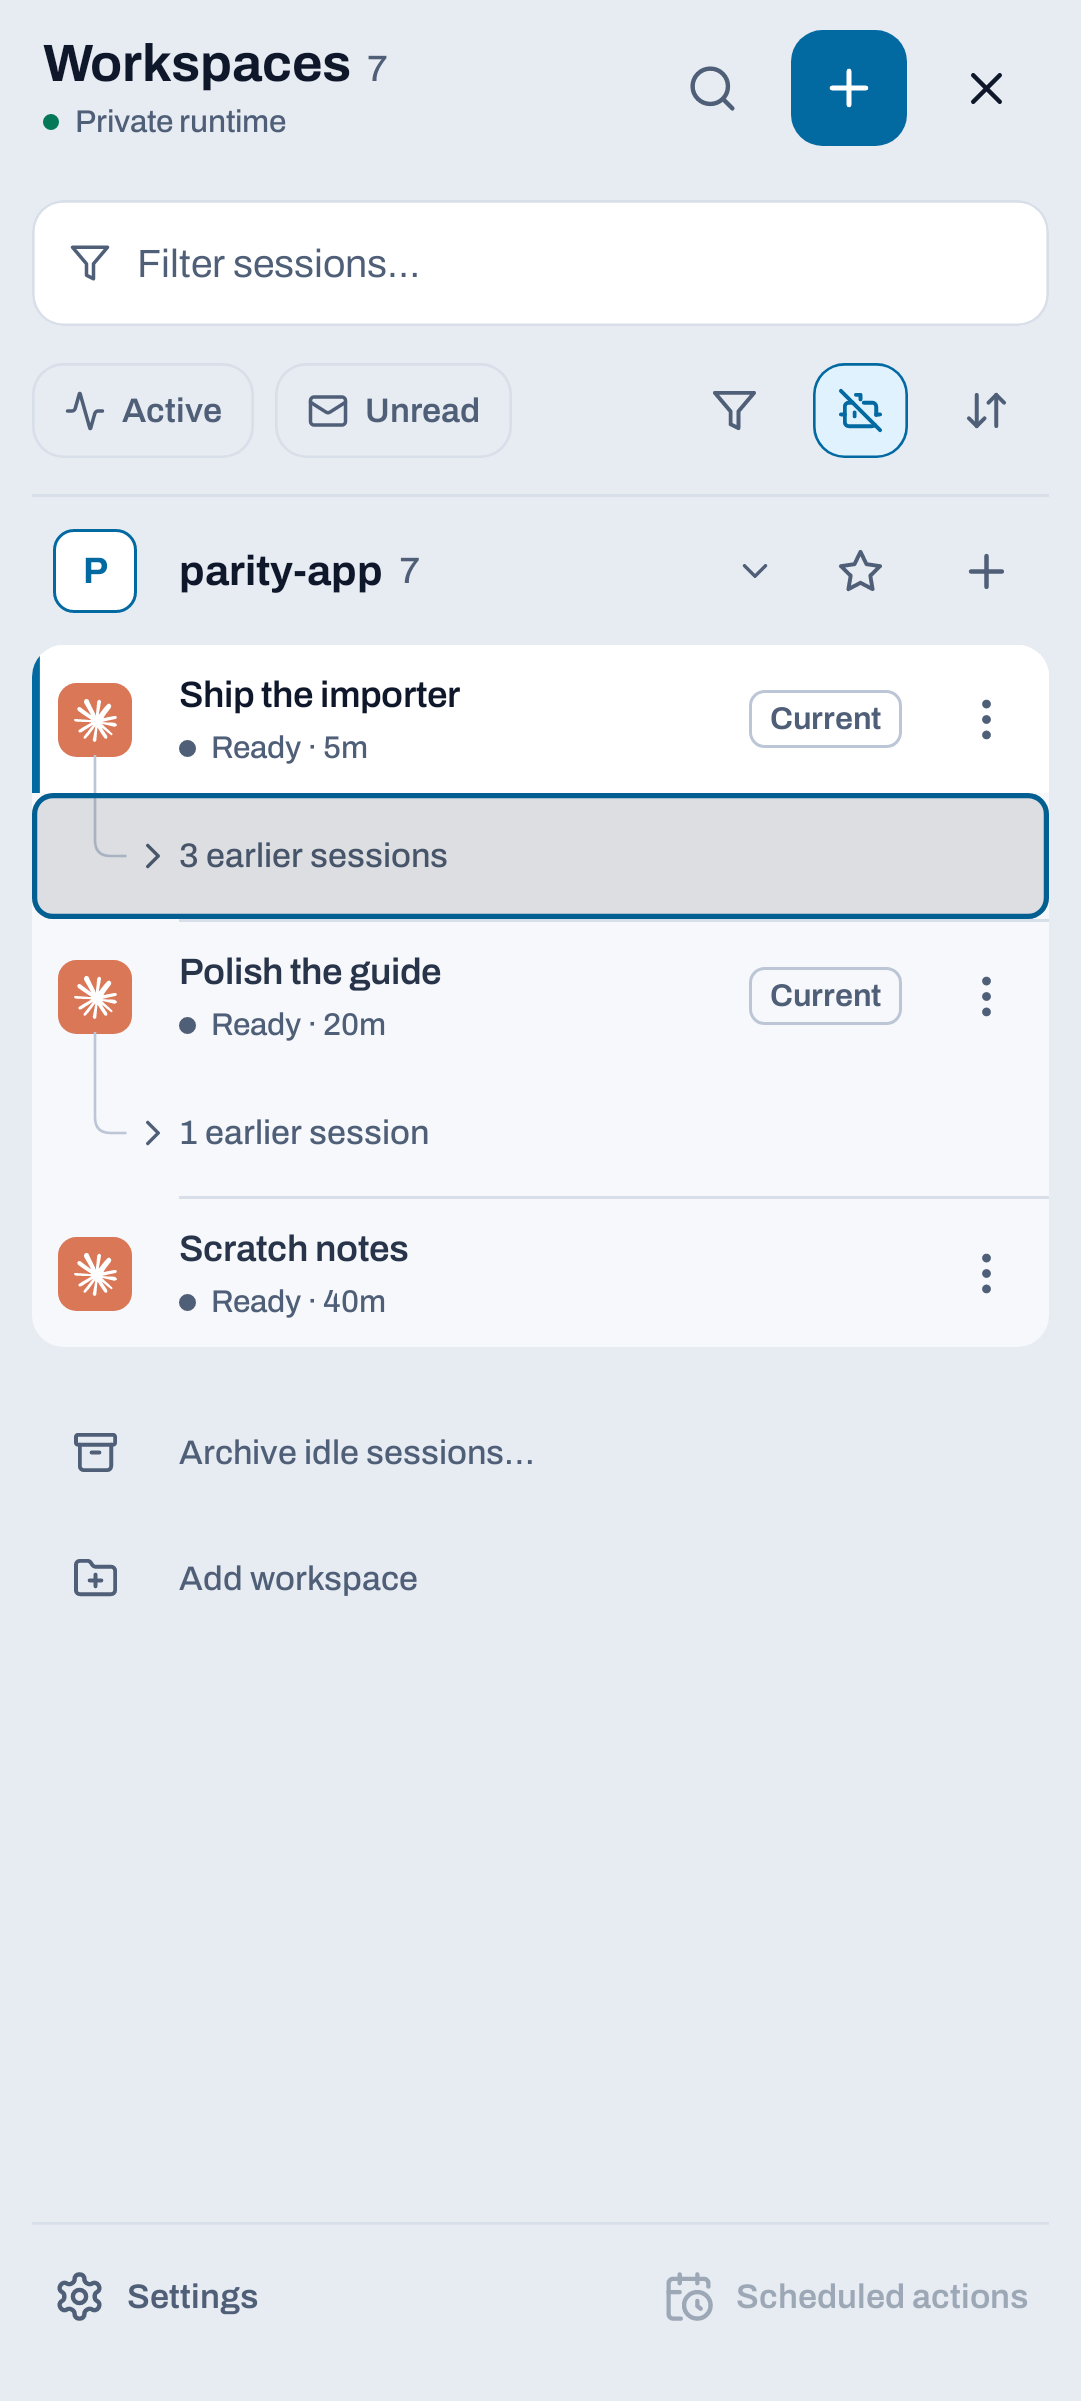 Workspaces 7
Private runtime
Filter sessions...
Active
Unread
P
parity-app 7
Ship the importer
Ready · 5m
Current
3 earlier sessions
Polish the guide
Ready · 20m
Current
1 earlier session
Scratch notes
Ready · 40m
Archive idle sessions...
Add workspace
Settings
Scheduled actions